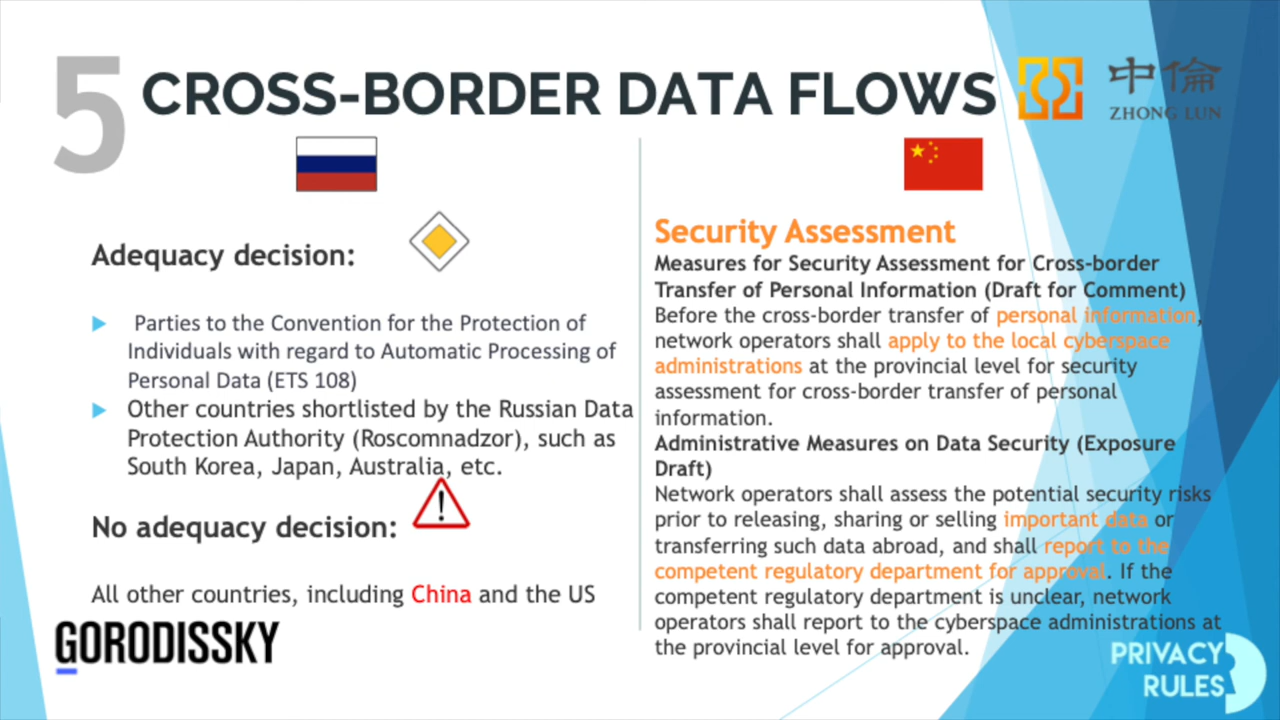 5 CROSS-BORDER DATA FLOWS
中倫
ZHONG LUN
Adequacy decision:
Parties to the Convention for the Protection of
Individuals with regard to Automatic Processing of
Personal Data (ETS 108)
Other countries shortlisted by the Russian Data
Protection Authority (Roscomnadzor), such as
South Korea, Japan, Australia, etc.
No adequacy decision:
All other countries, including China and the US
GORODISSKY
Security Assessment
Measures for Security Assessment for Cross-border
Transfer of Personal Information (Draft for Comment)
Before the cross-border transfer of personal information,
network operators shall apply to the local cyberspace
administrations at the provincial level for security
assessment for cross-border transfer of personal
information.
Administrative Measures on Data Security (Exposure
Draft)
Network operators shall assess the potential security risks
prior to releasing, sharing or selling important data or
transferring such data abroad, and shall report to the
competent regulatory department for approval. If the
competent regulatory department is unclear, network
operators shall report to the cyberspace administrations at
the provincial level for approval.
PRIVACY
RULES